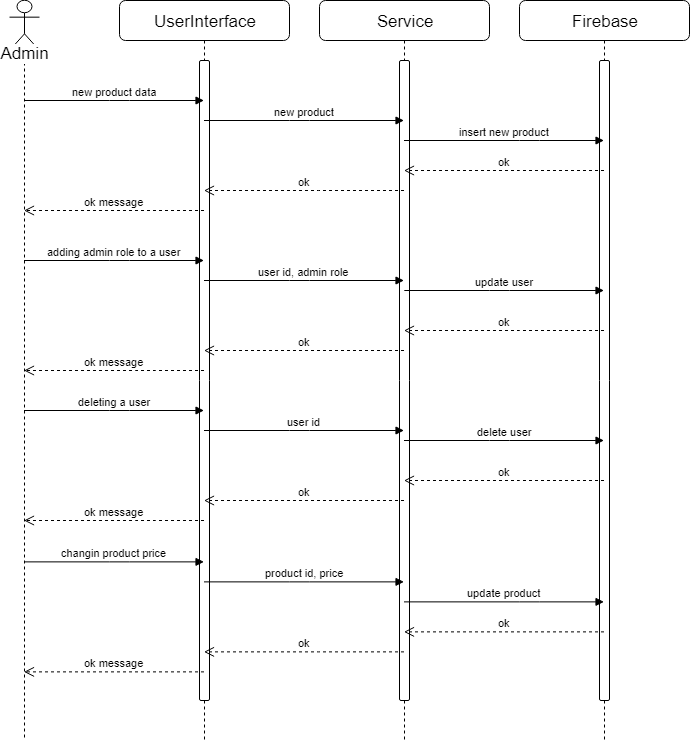 UserInterface
Service
Firebase
Admin
new product data
new product
insert new product
ok
ok
ok message
adding admin role to a user
user id, admin role
update user
ok
ok
ok message
deleting a user
user id
delete user
ok
ok
ok message
changin product price
product id, price
update product
ok
ok
ok message